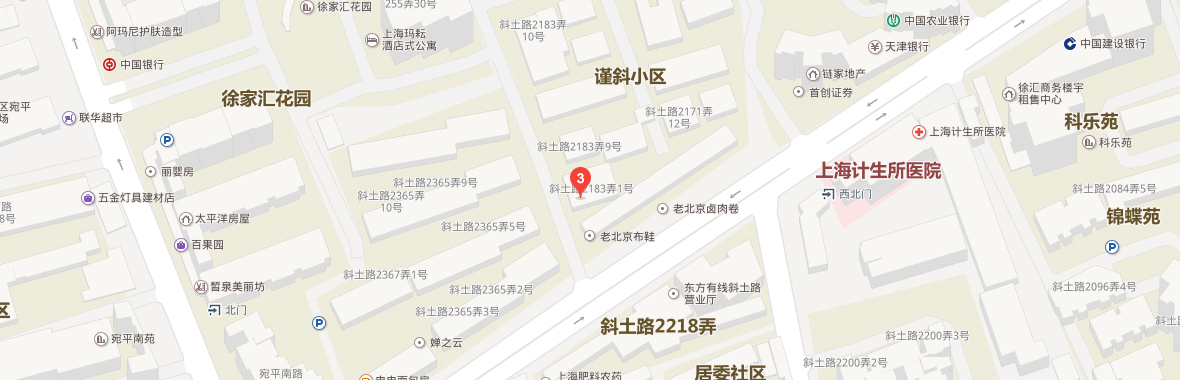 徐家汇花园
255弄30号
斜土路2183弄
10号
中国农业银行
阿玛尼护肤造型
上海玛耘
酒店式公寓
天津银行
中国建设银行
中国银行
谨斜小区
链家地产
首创证券
徐汇商务楼宇
租售中心
徐家汇花园
区宛平
场
联华超市
斜土路2171弄
12号
科乐苑
上海计生所医院
科乐苑
P
斜土路2183弄9号
丽婴房
上海计生所医院
斜土路2365弄9号
3
斜土路2183弄1号
西北门
斜土路2084弄5号
五金灯具建材店
斜土路2365弄
10号
老北京卤肉卷
路
8号
太平洋房屋
锦蝶苑
斜土路2365弄5号
老北京布鞋
百果园
P
斜土路2367弄1号
皙泉美丽坊
斜土路2365弄2号
东方有线斜土路
营业厅
斜土路2096弄4号
区
北门
斜土路2365弄3号
P
斜土路2218弄
斜土
宛平南苑
婵之云
斜土路2200弄3号
斜土路2200弄2号
宛平南路
居委社区
上海肥料农药